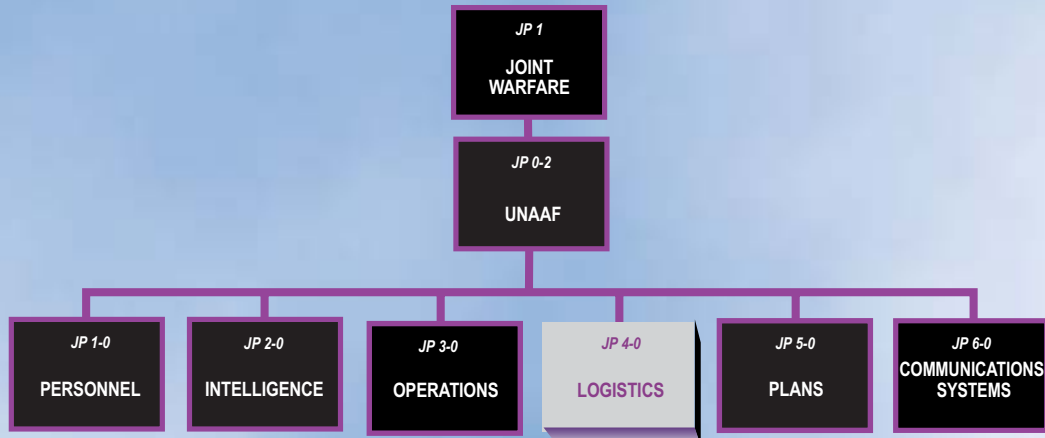 JP 1
JOINT
WARFARE
JP 0-2
UNAAF
JP 1-0
PERSONNEL
JP 2-0
INTELLIGENCE
JP 3-0
OPERATIONS
JP 4-0
LOGISTICS
JP 5-0
PLANS
JP 6-0
COMMUNICATIONS
SYSTEMS